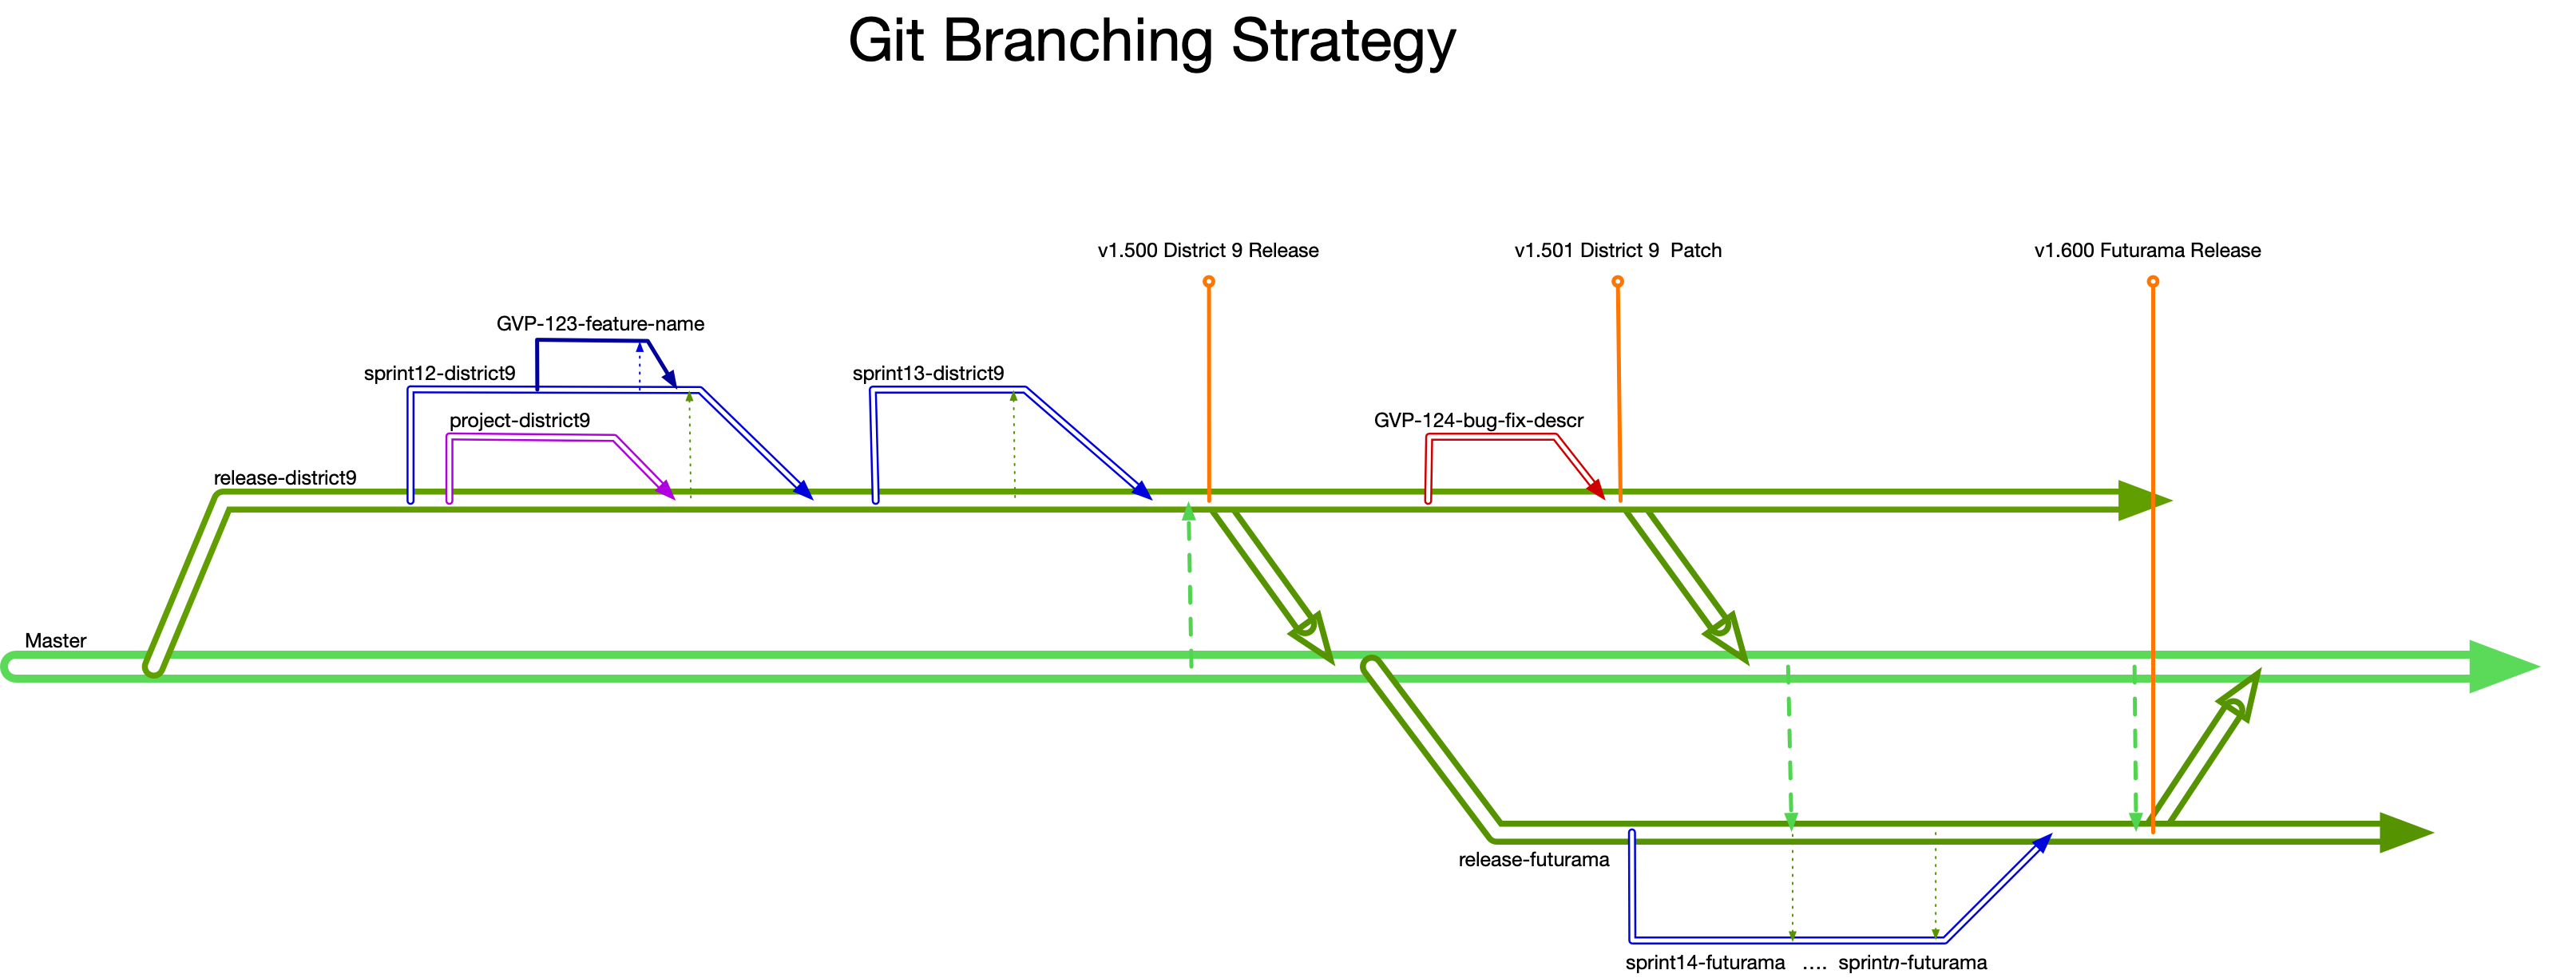 Git Branching Strategy
v1.500 District 9 Release
v1.501 District 9  Patch
v1.600 Futurama Release
GVP-123-feature-name
sprint12-district9
sprint13-district9
project-district9
GVP-124-bug-fix-descr
release-district9
Master
release-futurama
sprint14-futurama   ....  sprintn-futurama